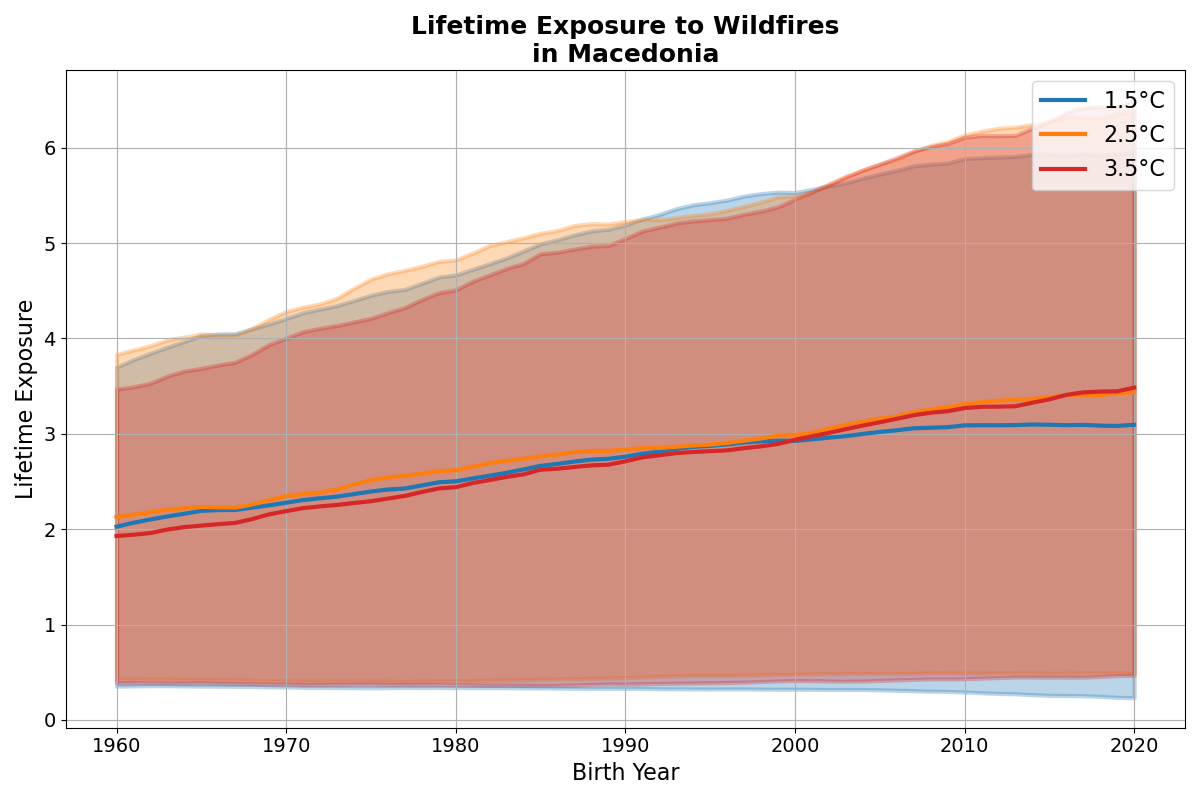 Lifetime Exposure to Wildfires
in Macedonia
1.5°C
2.5°C
3.5°C
Lifetime Exposure
6
5
4
3
2
1
0
1960 1970 1980 1990 2000 2010 2020
Birth Year